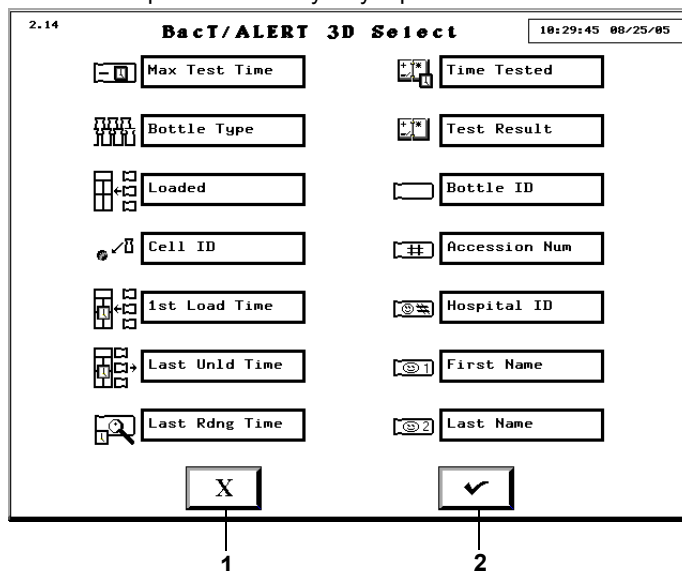 2.14
BacT/ALERT 3D Select
10:29:45 08/25/05
Max Test Time
Time Tested
Bottle Type
Test Result
Loaded
Bottle ID
Cell ID
Accession Num
1st Load Time
Hospital ID
Last Unld Time
First Name
Last Rdng Time
Last Name
X
1
2